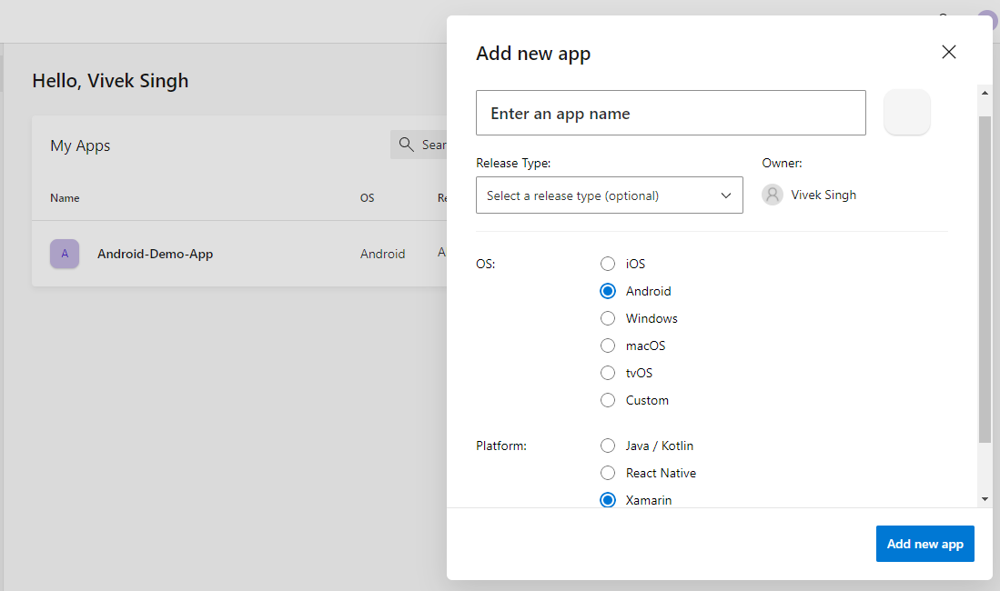 Hello, Vivek Singh
My Apps
Name
OS
A
Android-Demo-App
Android
Add new app
Enter an app name
Release Type:
Owner:
Select a release type (optional)
Vivek Singh
OS:
iOS
Android
Windows
macOS
tvOS
Custom
Platform:
Java / Kotlin
React Native
Xamarin
Add new app